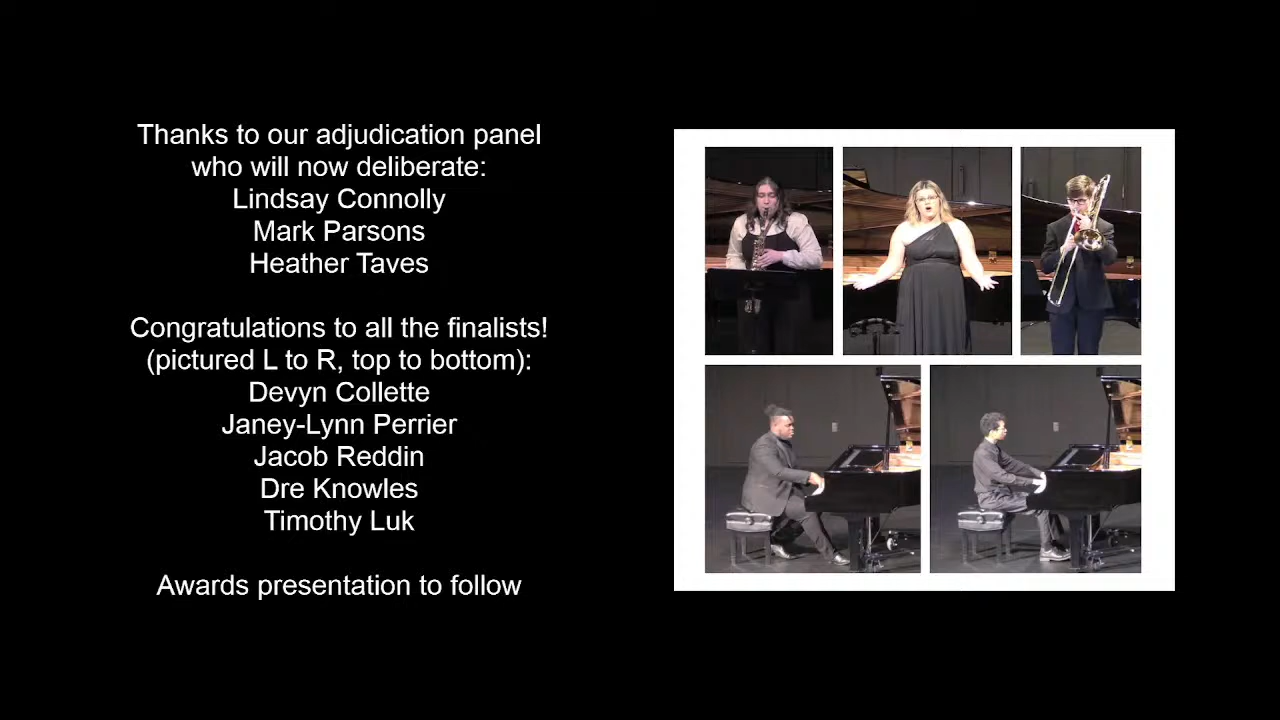 Thanks to our adjudication panel
who will now deliberate:
Lindsay Connolly
Mark Parsons
Heather Taves
Congratulations to all the finalists!
(pictured L to R, top to bottom):
Devyn Collette
Janey-Lynn Perrier
Jacob Reddin
Dre Knowles
Timothy Luk
Awards presentation to follow